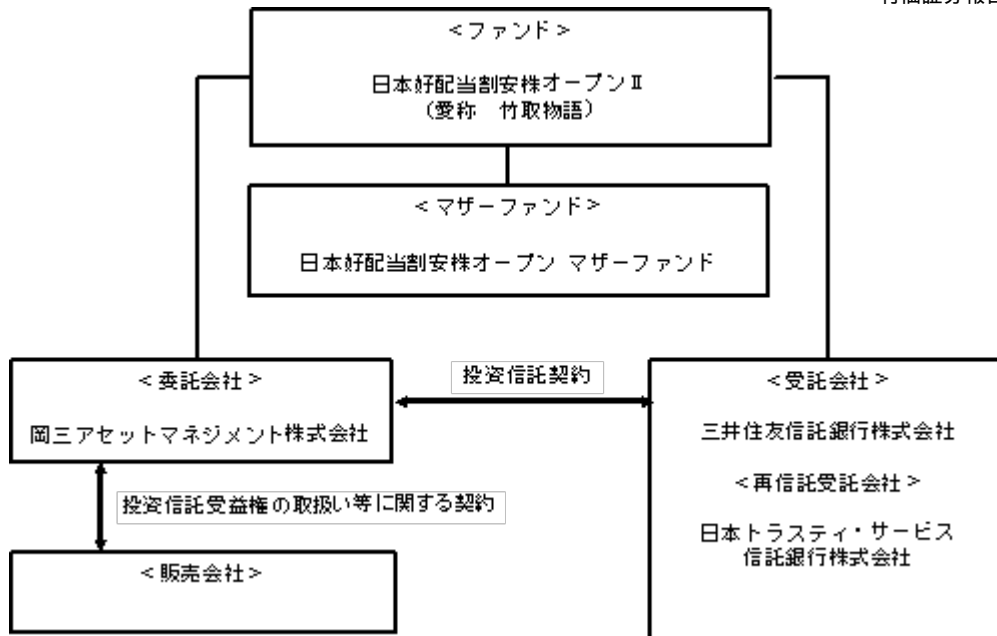 ＜ファンド＞
日本好配当割安株オープンⅡ
（愛称　竹取物語）
＜マザーファンド＞
日本好配当割安株オープン マザーファンド
＜委託会社＞
岡三アセットマネジメント株式会社
投資信託契約
＜受託会社＞
三井住友信託銀行株式会社
＜再信託受託会社＞
日本トラスティ・サービス
信託銀行株式会社
投資信託受益権の取扱い等に関する契約
＜販売会社＞